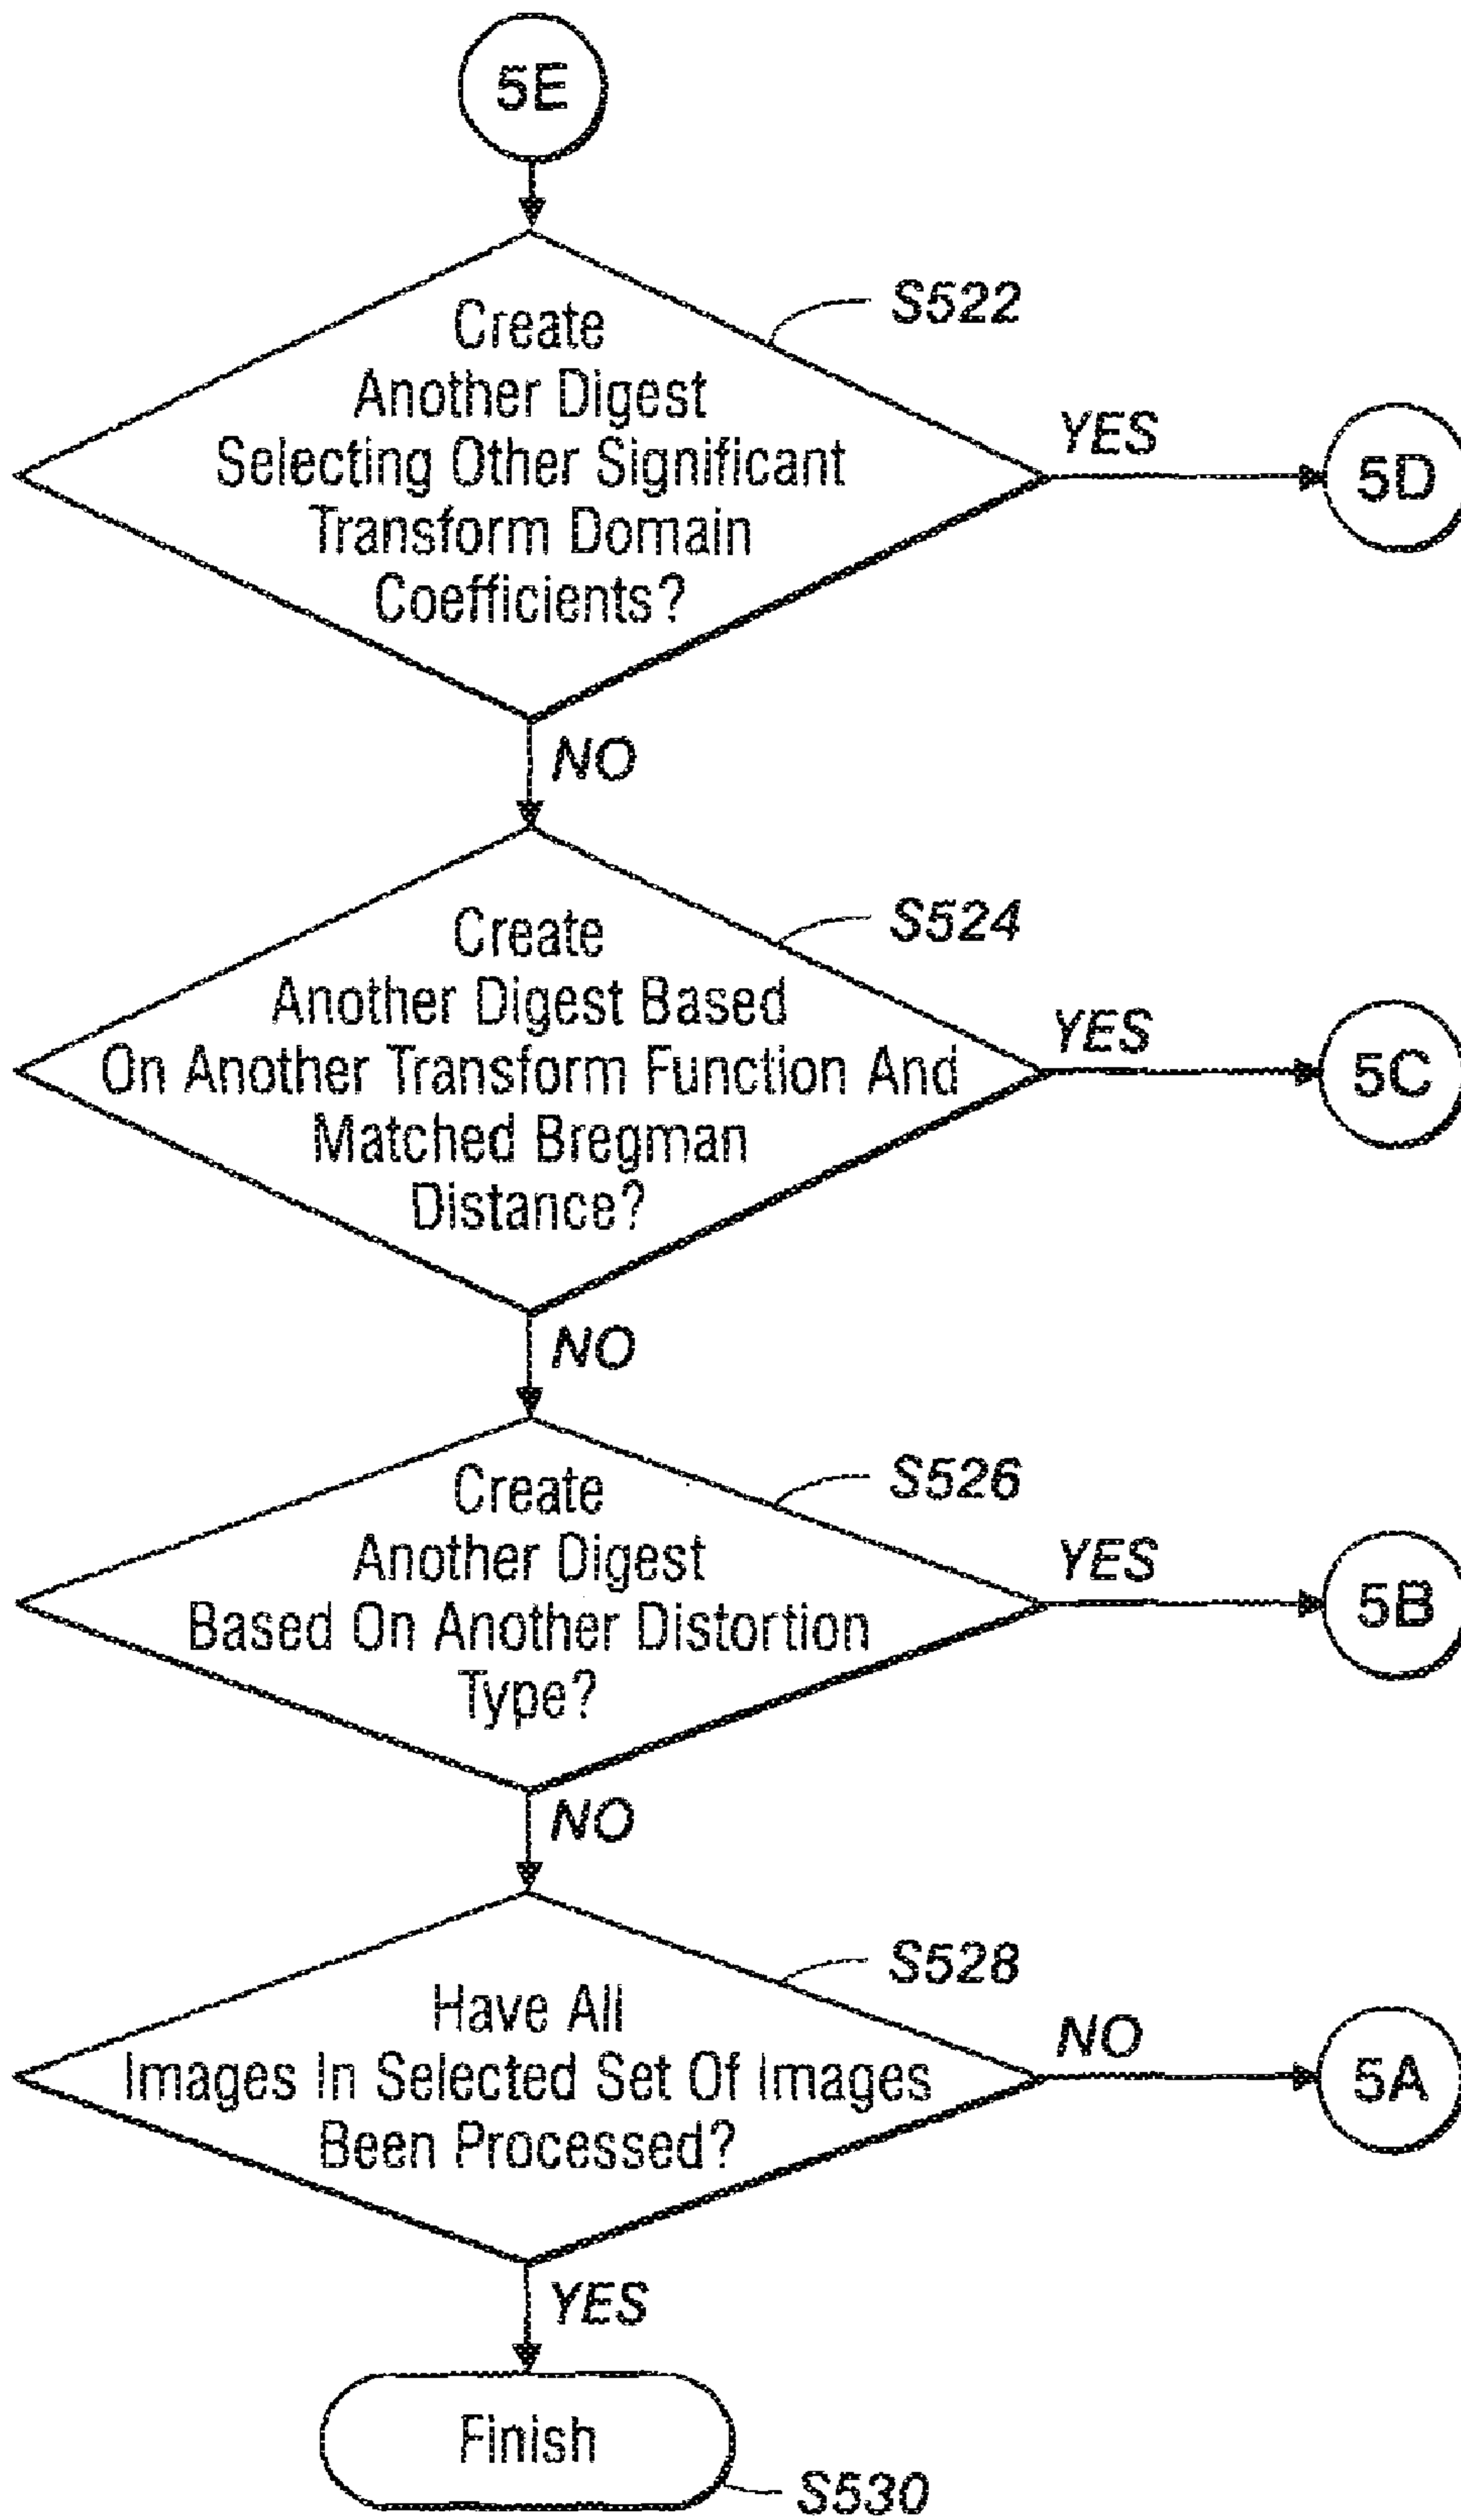 5E
Create
Another Digest
Selecting Other Significant
Transform Domain
Coefficients?
S522
YES
5D
NO
Create
Another Digest Based
On Another Transform Function And
Matched Bregman
Distance?
S524
YES
5C
NO
Create
Another Digest
Based On Another Distortion
Type?
S526
YES
5B
NO
Have All
Images In Selected Set Of Images
Been Processed?
S528
NO
5A
YES
Finish
S530